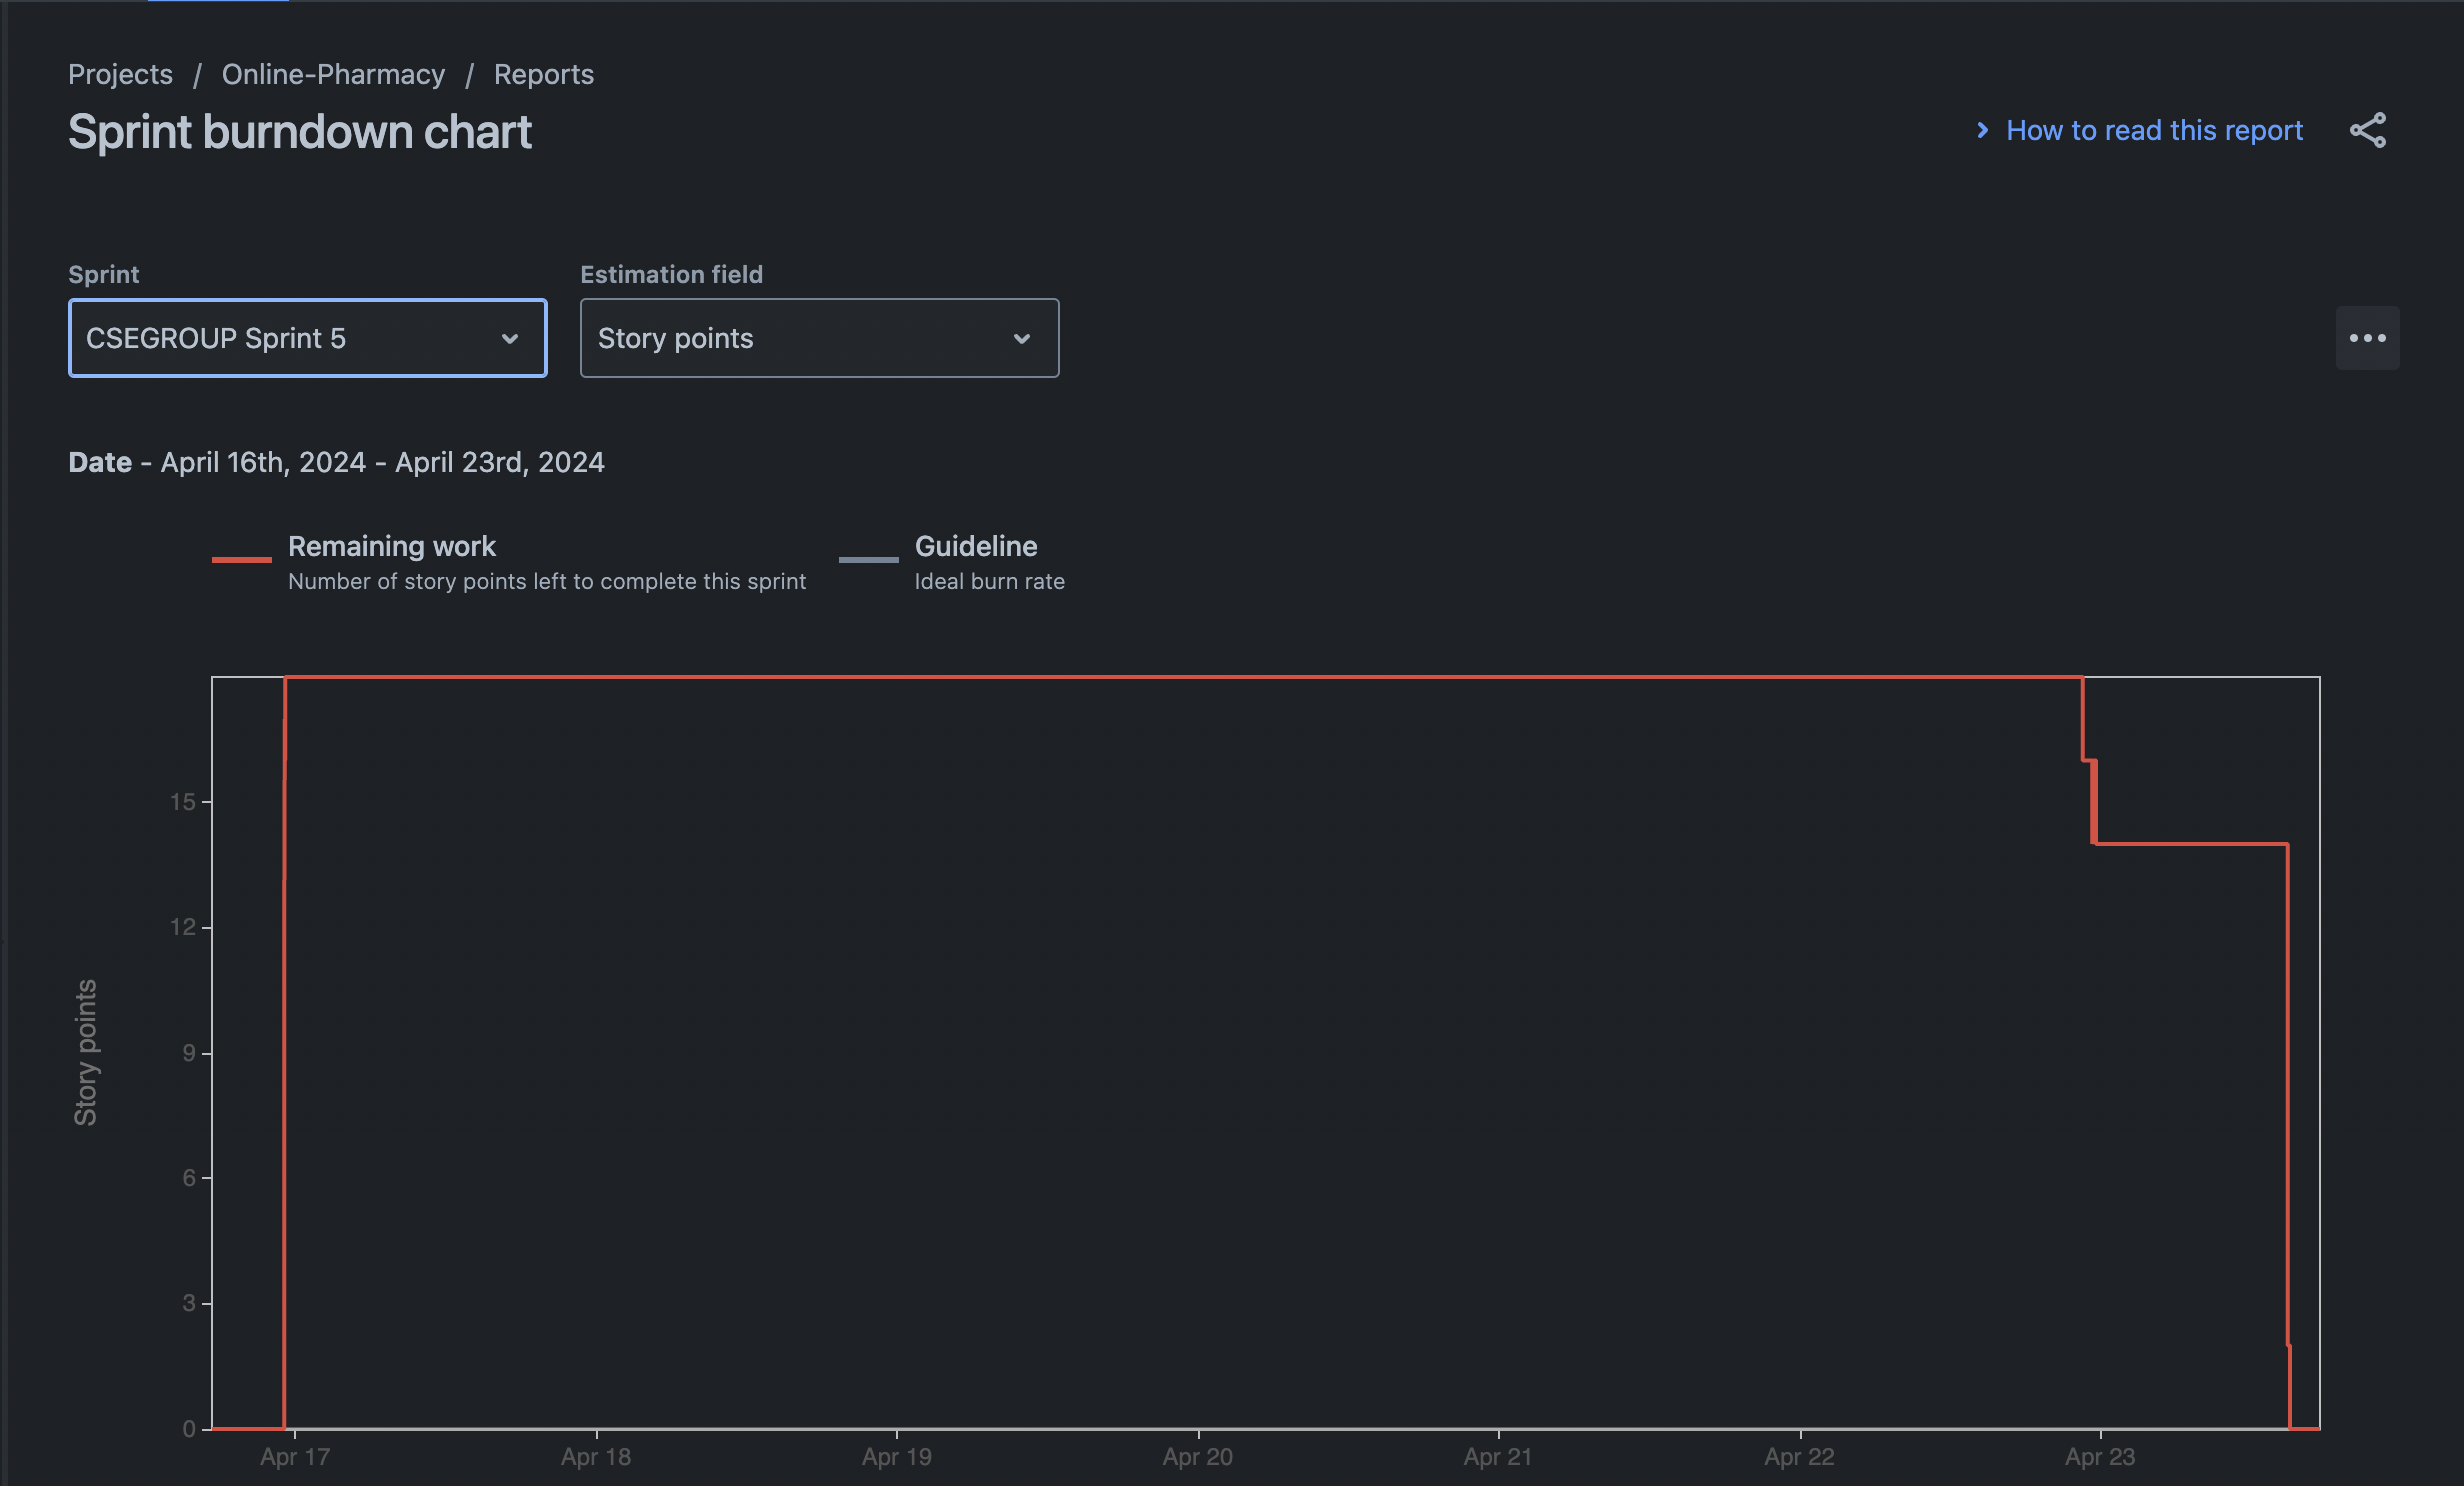 Projects / Online-Pharmacy / Reports
Sprint burndown chart
How to read this report
Sprint
Estimation field
CSEGROUP Sprint 5
Story points
Date - April 16th, 2024 - April 23rd, 2024
Remaining work
Number of story points left to complete this sprint
Guideline
Ideal burn rate
Story points
15
12
9
6
3
0
Apr 17
Apr 18
Apr 19
Apr 20
Apr 21
Apr 22
Apr 23